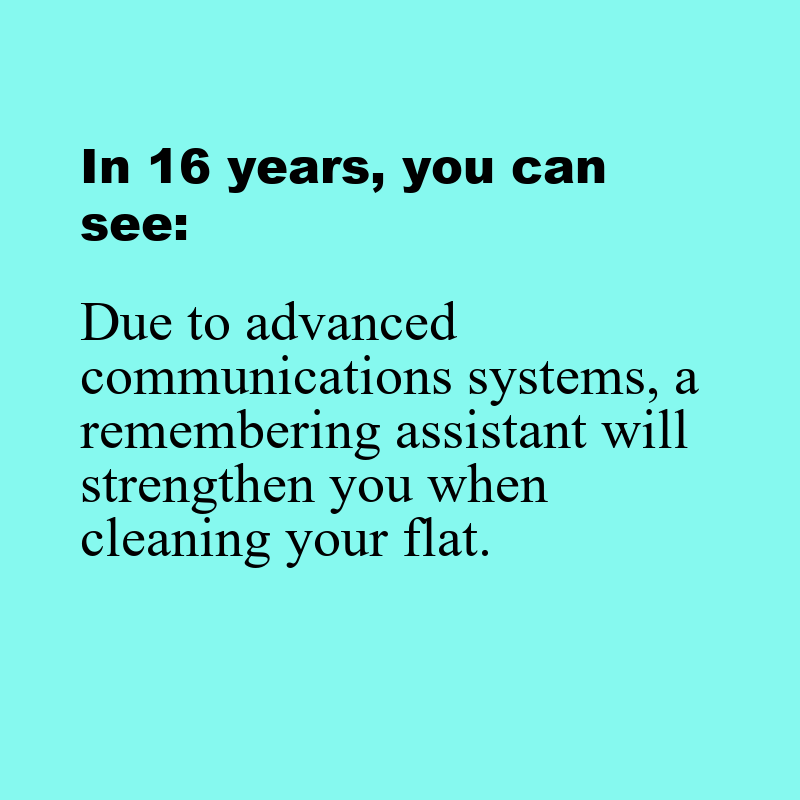 In 16 years, you can
see:
Due to advanced
communications systems, a
remembering assistant will
strengthen you when
cleaning your flat.